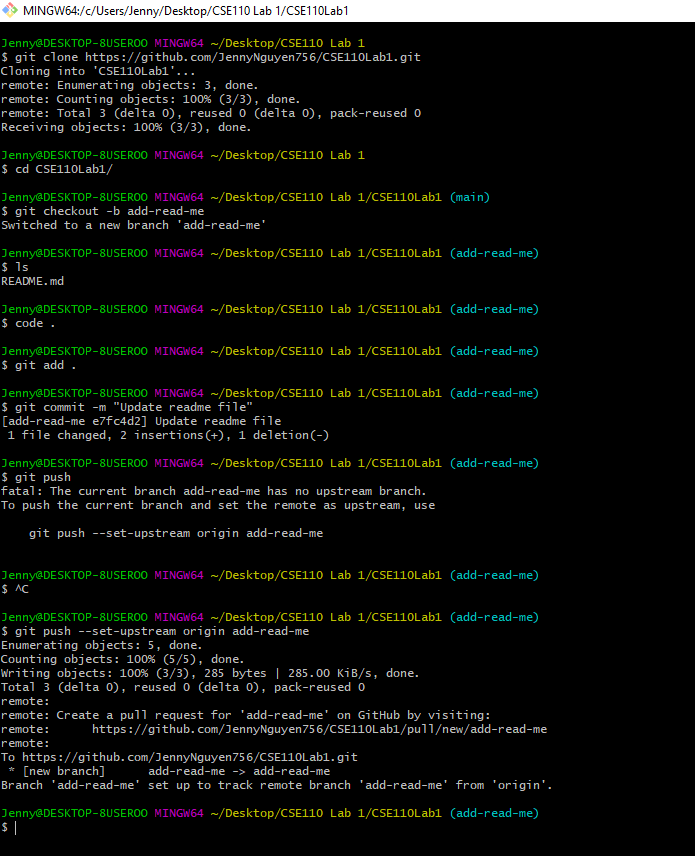 MINGW64:/c/Users/Jenny/Desktop/CSE110 Lab 1/CSE110Lab1
Jenny@DESKTOP-8USEROO MINGW64 ~/Desktop/CSE110 Lab 1
$ git clone https://github.com/JennyNguyen756/CSE110Lab1.git
Cloning into 'CSE110Lab1'...
remote: Enumerating objects: 3, done.
remote: Counting objects: 100% (3/3), done.
remote: Total 3 (delta 0), reused 0 (delta 0), pack-reused 0
Receiving objects: 100% (3/3), done.
Jenny@DESKTOP-8USEROO MINGW64 ~/Desktop/CSE110 Lab 1
$ cd CSE110Lab1/
Jenny@DESKTOP-8USEROO MINGW64 ~/Desktop/CSE110 Lab 1/CSE110Lab1 (main)
$ git checkout -b add-read-me
Switched to a new branch 'add-read-me'
Jenny@DESKTOP-8USEROO MINGW64 ~/Desktop/CSE110 Lab 1/CSE110Lab1 (add-read-me)
$ ls
README.md
Jenny@DESKTOP-8USEROO MINGW64 ~/Desktop/CSE110 Lab 1/CSE110Lab1 (add-read-me)
$ code .
Jenny@DESKTOP-8USEROO MINGW64 ~/Desktop/CSE110 Lab 1/CSE110Lab1 (add-read-me)
$ git add .
Jenny@DESKTOP-8USEROO MINGW64 ~/Desktop/CSE110 Lab 1/CSE110Lab1 (add-read-me)
$ git commit -m "Update readme file"
[add-read-me e7fc4d2] Update readme file
 1 file changed, 2 insertions(+), 1 deletion(-)
Jenny@DESKTOP-8USEROO MINGW64 ~/Desktop/CSE110 Lab 1/CSE110Lab1 (add-read-me)
$ git push
fatal: The current branch add-read-me has no upstream branch.
To push the current branch and set the remote as upstream, use
    git push --set-upstream origin add-read-me
Jenny@DESKTOP-8USEROO MINGW64 ~/Desktop/CSE110 Lab 1/CSE110Lab1 (add-read-me)
$ ^C
Jenny@DESKTOP-8USEROO MINGW64 ~/Desktop/CSE110 Lab 1/CSE110Lab1 (add-read-me)
$ git push --set-upstream origin add-read-me
Enumerating objects: 5, done.
Counting objects: 100% (5/5), done.
Writing objects: 100% (3/3), 285 bytes | 285.00 KiB/s, done.
Total 3 (delta 0), reused 0 (delta 0), pack-reused 0
remote:
remote: Create a pull request for 'add-read-me' on GitHub by visiting:
remote:      https://github.com/JennyNguyen756/CSE110Lab1/pull/new/add-read-me
remote:
To https://github.com/JennyNguyen756/CSE110Lab1.git
 * [new branch]      add-read-me -> add-read-me
Branch 'add-read-me' set up to track remote branch 'add-read-me' from 'origin'.
Jenny@DESKTOP-8USEROO MINGW64 ~/Desktop/CSE110 Lab 1/CSE110Lab1 (add-read-me)
$